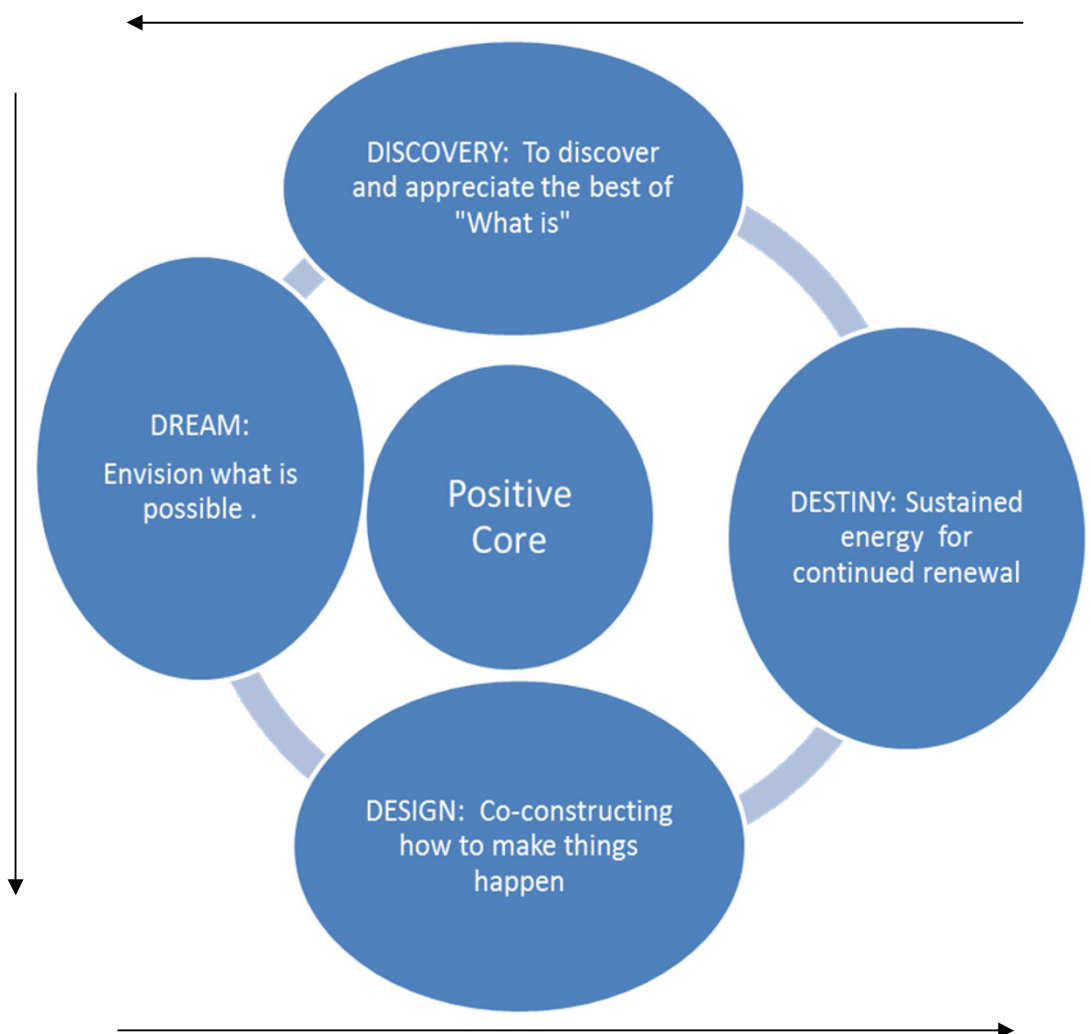 DISCOVERY:  To discover
and appreciate the best of
"What is"
DREAM:
Envision what is
possible .
Positive
Core
DESTINY: Sustained
energy  for
continued renewal
DESIGN:  Co-constructing
how to make things
happen